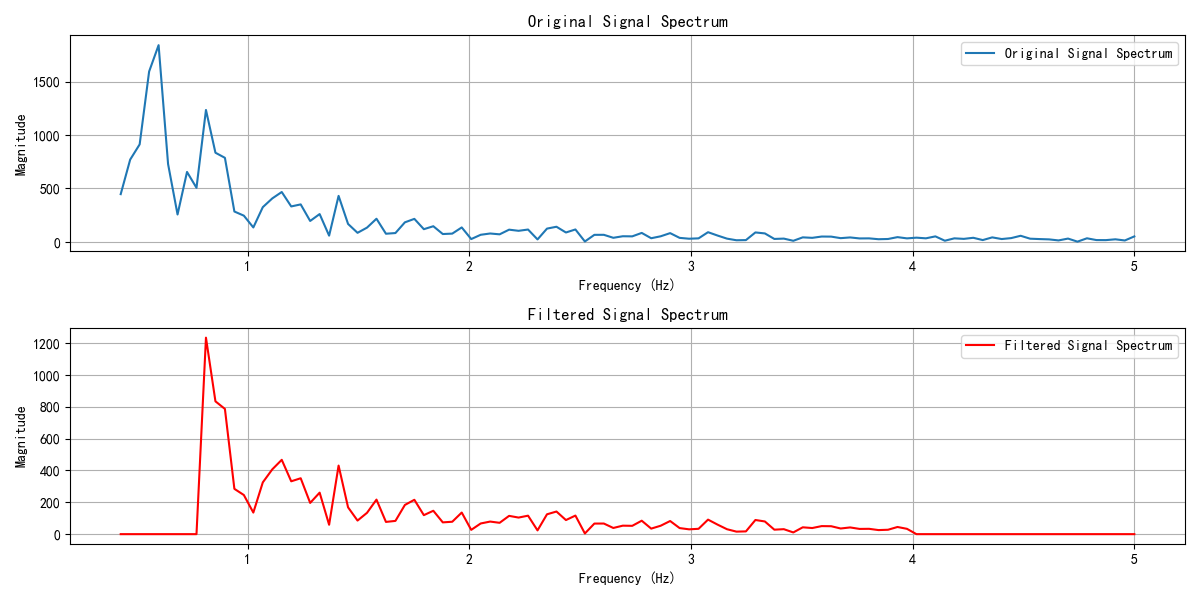 Original Signal Spectrum
Original Signal Spectrum
Magnitude
1500
1000
500
0
1 2 3 4 5
Frequency (Hz)
Filtered Signal Spectrum
Filtered Signal Spectrum
Magnitude
1200
1000
800
600
400
200
0
1 2 3 4 5
Frequency (Hz)